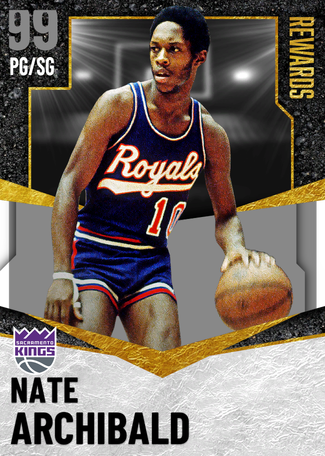 99
PG/SG
REWARDS
Royals
10
SACRAMENTO
KINGS
NATE
ARCHIBALD